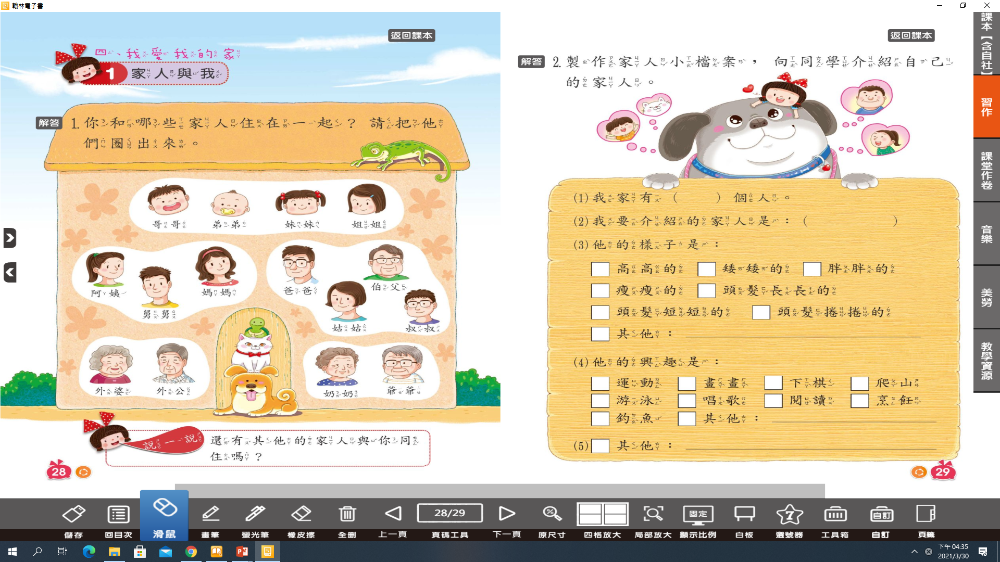 翰林電子書
返回課本
四、我愛我的家
1 家人與我
解答 1. 你和哪些家人住在一起？ 請把他
們圈出來。
哥哥 弟弟 妹妹 姐姐
阿姨 舅舅 媽媽
爸爸 姑姑 伯父 叔叔
外婆 外公
奶奶 爺爺
說一說
還有其他的家人與你同
住嗎？
28
返回課本
解答 2. 製作家人小檔案， 向同學介紹自己
的家人。
(1) 我家有（ ）個人。
(2) 我要介紹的家人是：（ ）
(3) 他的樣子是：
高高的 矮矮的 胖胖的
瘦瘦的 頭髮長長的
頭髮短短的 頭髮捲捲的
其他：
(4) 他的興趣是：
運動 畫畫 下棋 爬山
游泳 唱歌 閱讀 烹飪
釣魚 其他：
(5) 其他：
29
課本【含自社】
習作
課堂作卷
音樂
美勞
教學資源
28/29
固定
7
自訂
儲存 回目次 滑鼠 畫筆 螢光筆 橡皮擦 全刪 上一頁 頁碼工具 下一頁 原尺寸 四格放大 局部放大 顯示比例 白板 選號器 工具箱 自訂 頁籤
下午 04:35
2021/3/30